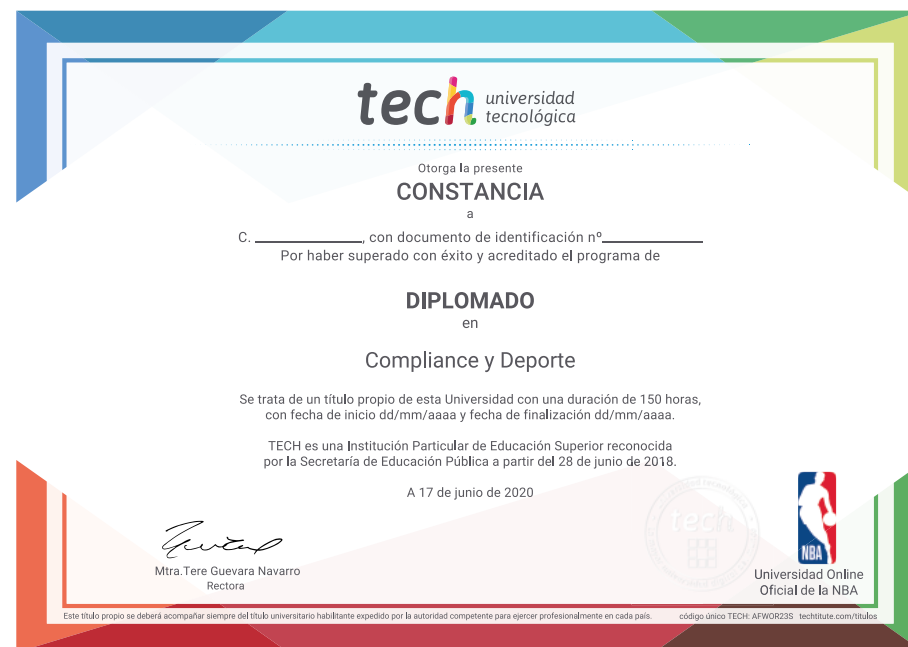 tech universidad
tecnológica
Otorga la presente
CONSTANCIA
a
C. ____________, con documento de identificación nº____________
Por haber superado con éxito y acreditado el programa de
DIPLOMADO
en
Compliance y Deporte
Se trata de un título propio de esta Universidad con una duración de 150 horas,
con fecha de inicio dd/mm/aaaa y fecha de finalización dd/mm/aaaa.
TECH es una Institución Particular de Educación Superior reconocida
por la Secretaría de Educación Pública a partir del 28 de junio de 2018.
A 17 de junio de 2020
tech
NBA
Mtra.Tere Guevara Navarro
Rectora
Universidad Online
Oficial de la NBA
Este título propio se deberá acompañar siempre del título universitario habilitante expedido por la autoridad competente para ejercer profesionalmente en cada país.
código único TECH: AFWOR23S techtitute.com/titulos